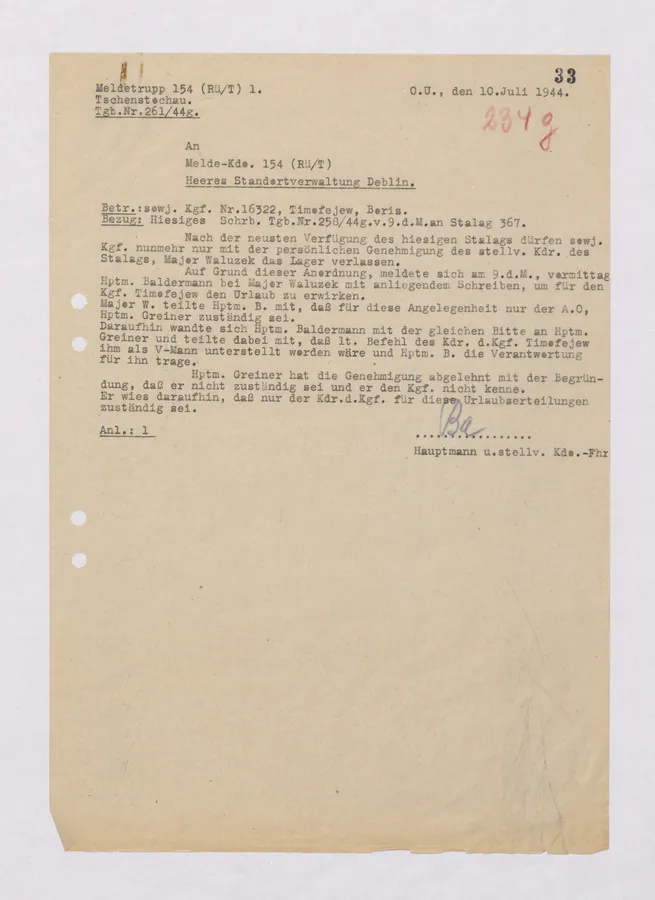 33
Meldetrupp 154 (Rü/T) 1.
O.U., den 10.Juli 1944.
Tschenstochau.
Tgb.Nr.261/44g.
234 g
An
Melde-Kdo. 154 (Rü/T)
Heeres Standortverwaltung Deblin.
Betr.:sowj. Kgf. Nr.16322, Timofejew, Boris.
Bezug: Hiesiges Schrb. Tgb.Nr.258/44g.v.9.d.M.an Stalag 367.
Nach der neusten Verfügung des hiesigen Stalags dürfen sowj.
Kgf. nunmehr nur mit der persönlichen Genehmigung des stellv. Kdr. des
Stalags, Major Waluzek das Lager verlassen.
Auf Grund dieser Anordnung, meldete sich am 9.d.M., vormittag
Hptm. Baldermann bei Major Waluzek mit anliegendem Schreiben, um für den
Kgf. Timofejew den Urlaub zu erwirken.
Major W. teilte Hptm. B. mit, daß für diese Angelegenheit nur der A.O,
Hptm. Greiner zuständig sei.
Daraufhin wandte sich Hptm. Baldermann mit der gleichen Bitte an Hptm.
Greiner und teilte dabei mit, daß lt. Befehl des Kdr. d.Kgf. Timofejew
ihm als V-Mann unterstellt worden wäre und Hptm. B. die Verantwortung
für ihn trage.
Hptm. Greiner hat die Genehmigung abgelehnt mit der Begrün-
dung, daß er nicht zuständig sei und er den Kgf. nicht kenne.
Er wies daraufhin, daß nur der Kdr.d.Kgf. für diese Urlaubserteilungen
zuständig sei.
Anl.: 1
Ba
Hauptmann u.stellv. Kdo.-Fhr